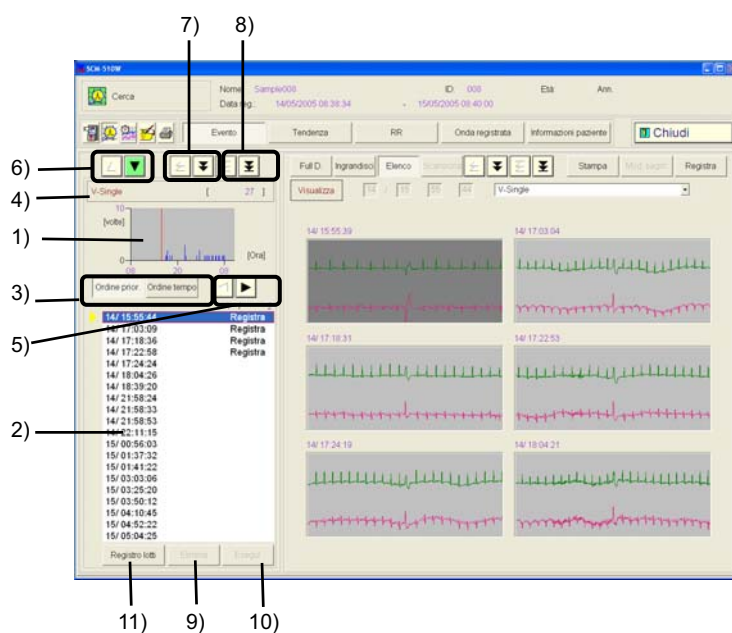 7) 8)
SCM-510W
Cerca
Nome: Sample008 ID: 008 Età: Ann.
Data reg.: 14/05/2005 08:38:34 - 15/05/2005 08:40:00
Evento Tendenza RR Onda registrata Informazioni paziente Chiudi
6)
Full D. Ingrandisci Elenco Scansiona Stampa Mod. segni Registra
4) V-Single [ 27 ]
Visualizza 14 / 15 : 55 : 44 V-Single
10
[volte]
1)
0 [Ora]
08 20 08
3) Ordine prior. Ordine tempo
5)
2)
14/ 15:55:44 Registra
14/ 17:03:09 Registra
14/ 17:18:36 Registra
14/ 17:22:58 Registra
14/ 17:24:24
14/ 18:04:26
14/ 18:39:20
14/ 21:58:24
14/ 21:58:33
14/ 21:58:53
14/ 22:11:15
15/ 00:56:03
15/ 01:37:32
15/ 01:41:22
15/ 03:03:06
15/ 03:25:20
15/ 03:50:12
15/ 04:10:45
15/ 04:52:22
15/ 05:04:25
Registro lotti Elimina Esegui
14/ 15:55:39 14/ 17:03:04
14/ 17:18:31 14/ 17:22:53
14/ 17:24:19 14/ 18:04:21
11) 9) 10)